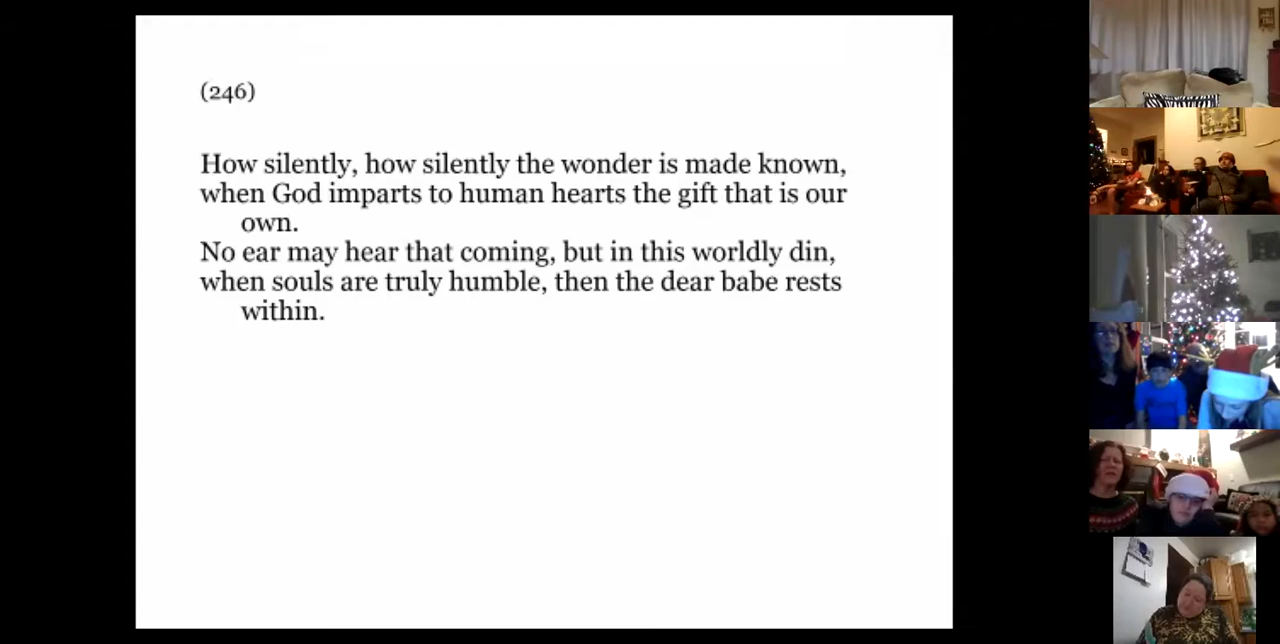 (246)
How silently, how silently the wonder is made known,
when God imparts to human hearts the gift that is our
own.
No ear may hear that coming, but in this worldly din,
when souls are truly humble, then the dear babe rests
within.